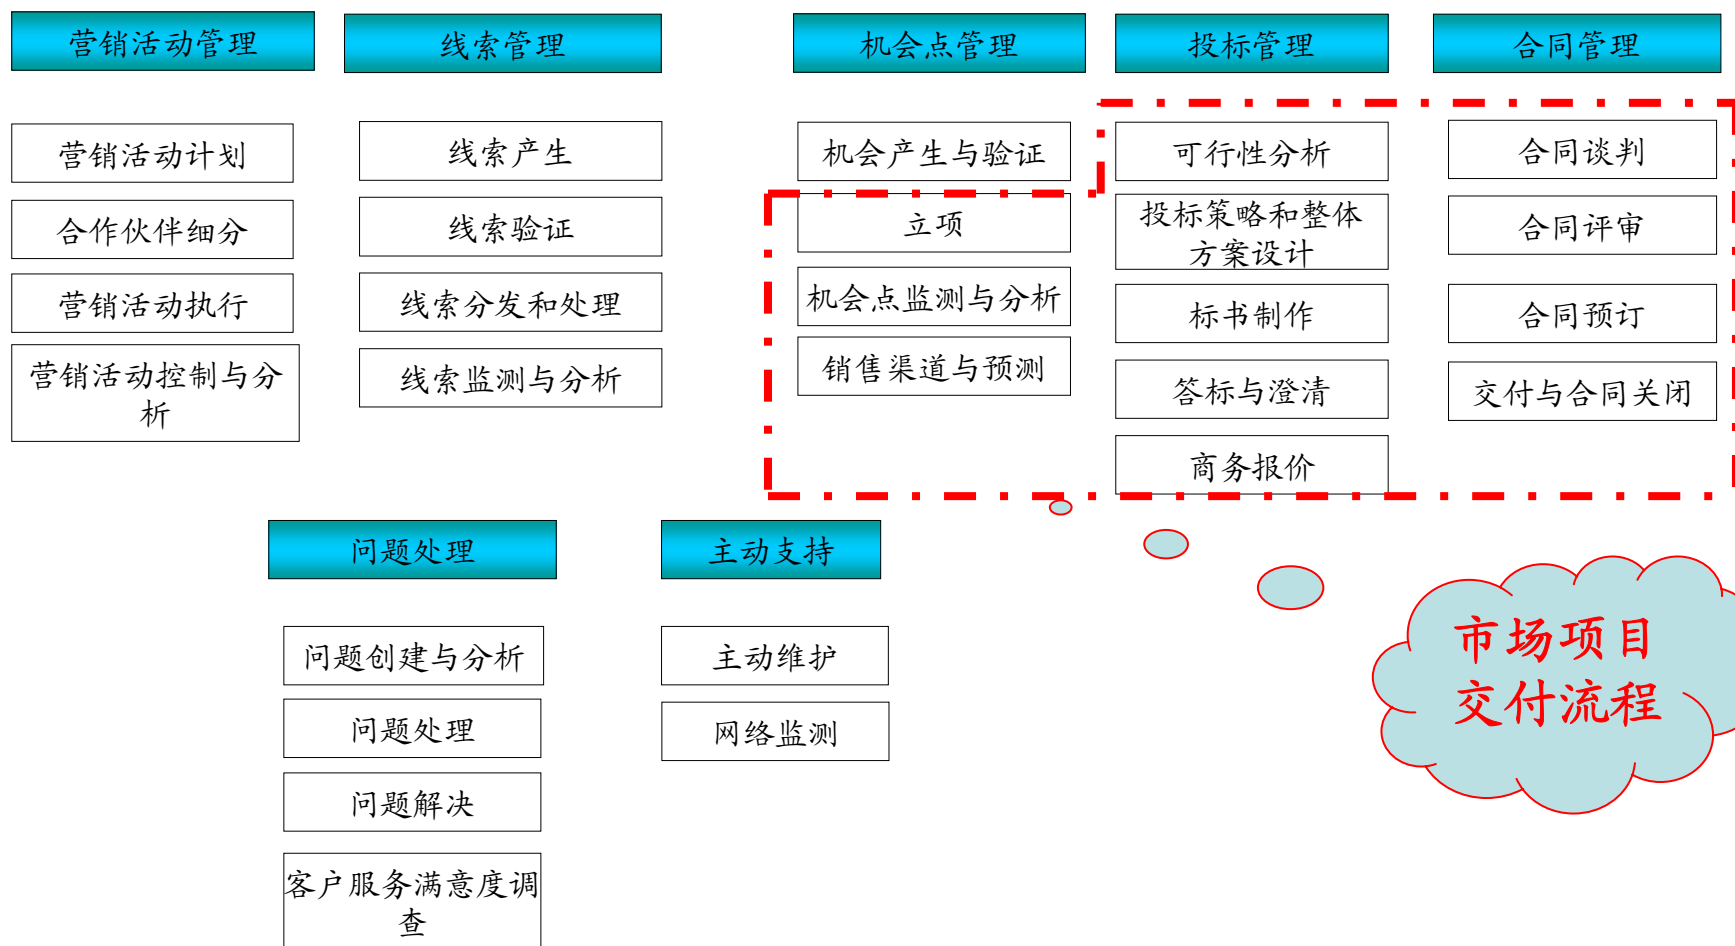 营销活动管理
线索管理
机会点管理
投标管理
合同管理
营销活动计划
合作伙伴细分
营销活动执行
营销活动控制与分
析
线索产生
线索验证
线索分发和处理
线索监测与分析
机会产生与验证
立项
机会点监测与分析
销售渠道与预测
可行性分析
投标策略和整体
方案设计
标书制作
答标与澄清
商务报价
合同谈判
合同评审
合同预订
交付与合同关闭
问题处理
主动支持
问题创建与分析
问题处理
问题解决
客户服务满意度调
查
主动维护
网络监测
市场项目
交付流程